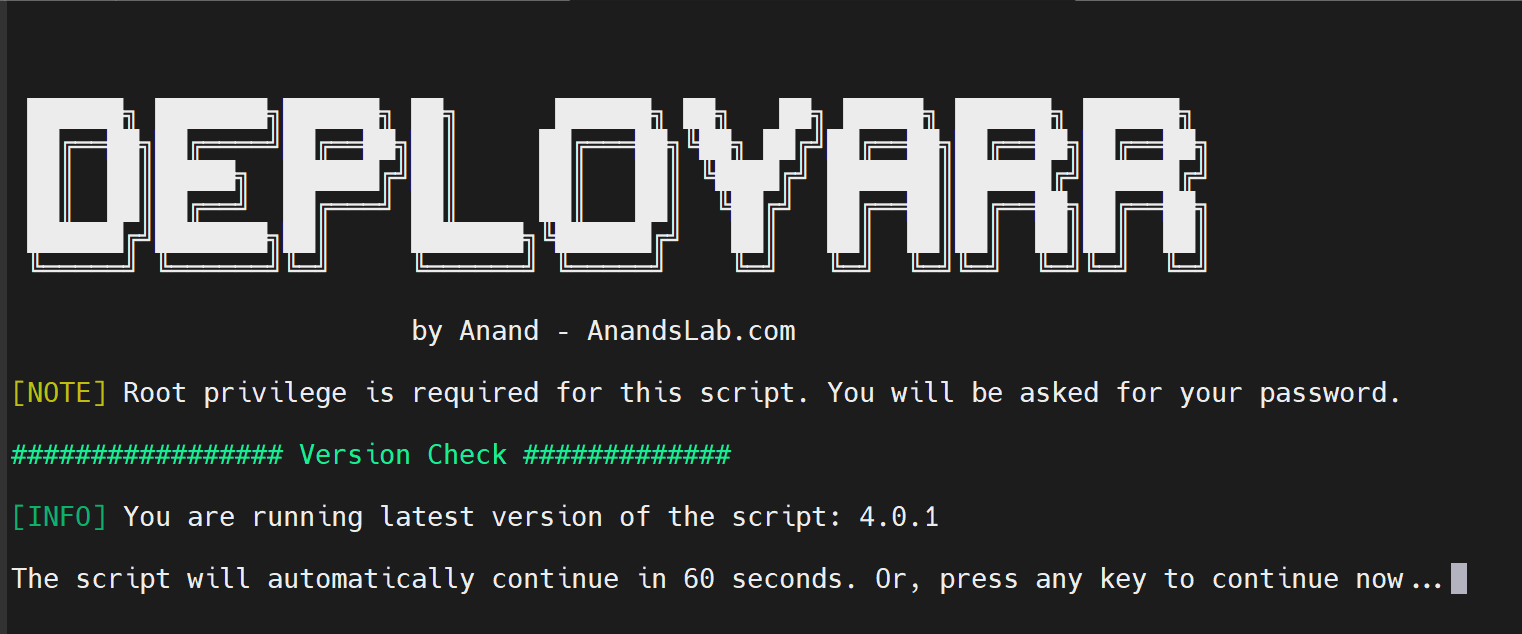 DEPLOYARR
by Anand - AnandsLab.com
[NOTE] Root privilege is required for this script. You will be asked for your password.
################# Version Check #############
[INFO] You are running latest version of the script: 4.0.1
The script will automatically continue in 60 seconds. Or, press any key to continue now...